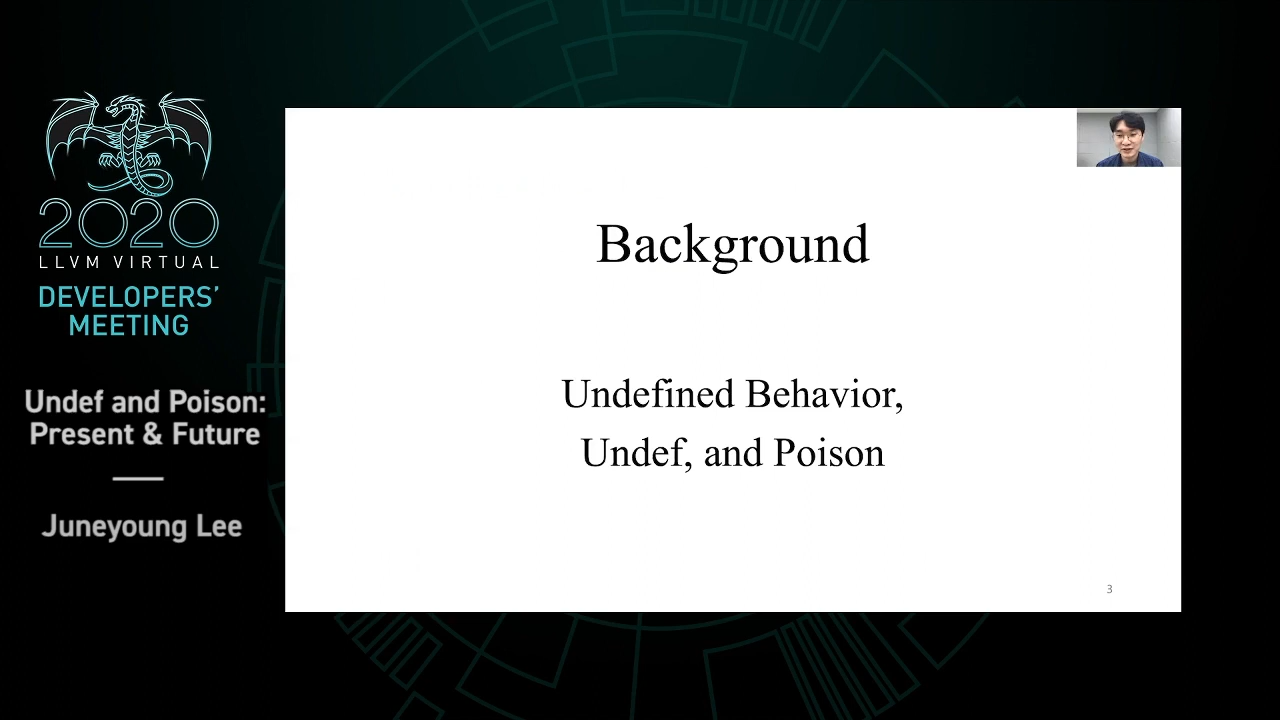 2020
LLVM VIRTUAL
DEVELOPERS'
MEETING
Undef and Poison:
Present & Future
Juneyoung Lee
Background
Undefined Behavior,
Undef, and Poison
3